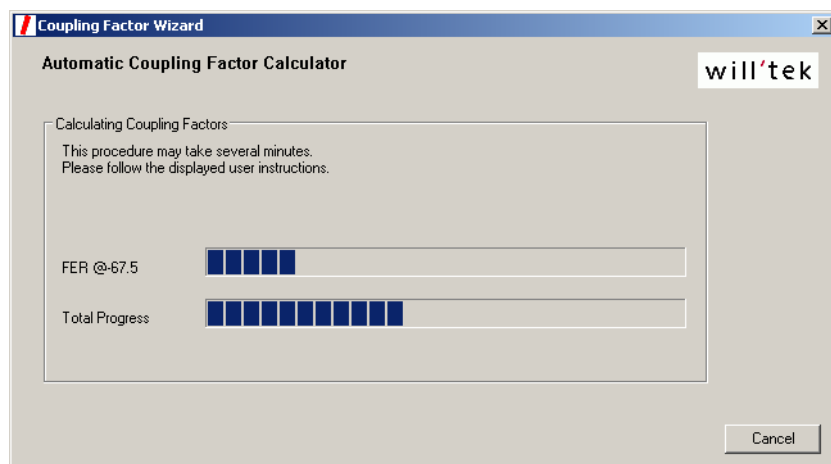 Coupling Factor Wizard
Automatic Coupling Factor Calculator
will'tek
Calculating Coupling Factors
This procedure may take several minutes.
Please follow the displayed user instructions.
FER @-67.5
Total Progress
Cancel